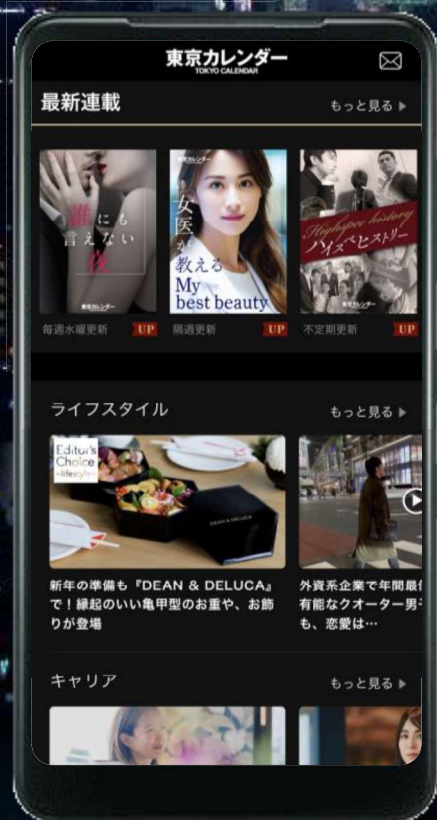 東京カレンダー
TOKYO CALENDAR
最新連載
もっと見る
誰にも
言えない
夜
東京カレンダー
毎週水曜更新
UP
東京カレンダー
女医が
教える
My
best beauty
隔週更新
UP
Highspec history
ハイスペヒストリー
東京カレンダー
不定期更新
UP
ライフスタイル
もっと見る
Editor's
Choice
~lifestyle~
DEAN & DELUCA
新年の準備も『DEAN & DELUCA』
で！縁起のいい亀甲型のお重や、お飾
りが登場
外資系企業で年間最
有能なクオーター男
も、恋愛は…
キャリア
もっと見る